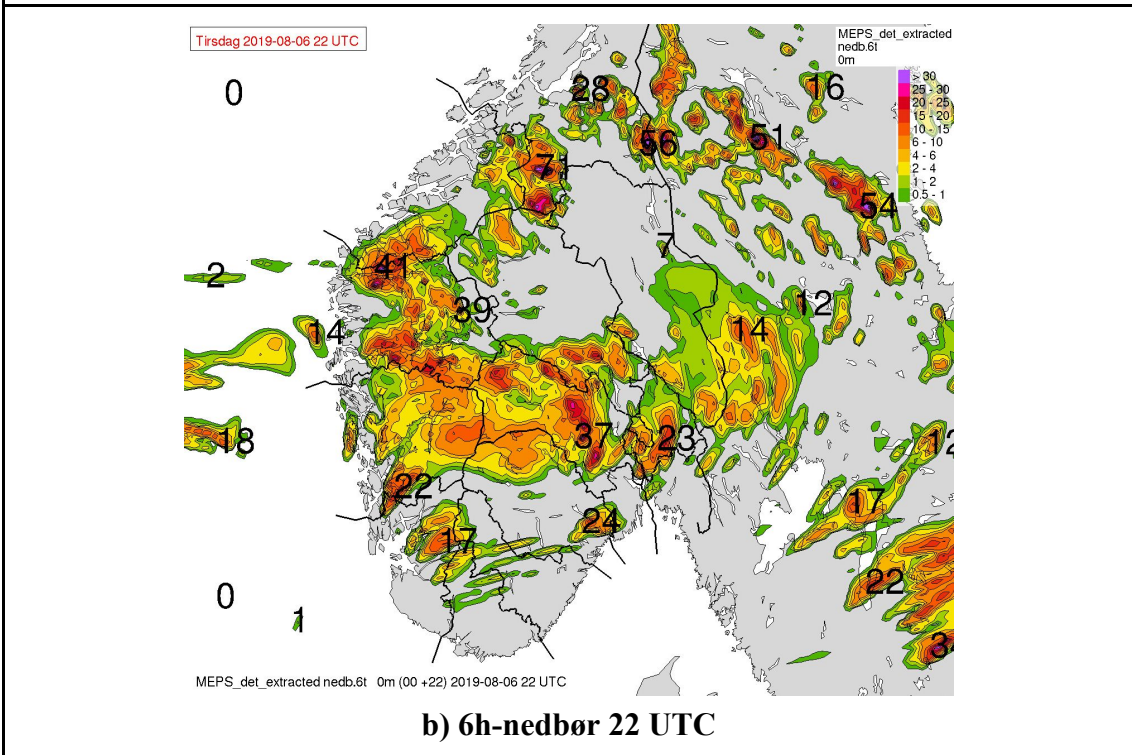 Tirsdag 2019-08-06 22 UTC
MEPS_det_extracted
nedb.6t
0m
> 30
25 - 30
20 - 25
15 - 20
10 - 15
6 - 10
4 - 6
2 - 4
1 - 2
0.5 - 1
0
28
16
56
51
71
54
7
41
2
39
12
14
14
37
23
18
12
22
17
24
17
22
0
1
3
MEPS_det_extracted nedb.6t 0m (00 +22) 2019-08-06 22 UTC
b) 6h-nedbør 22 UTC